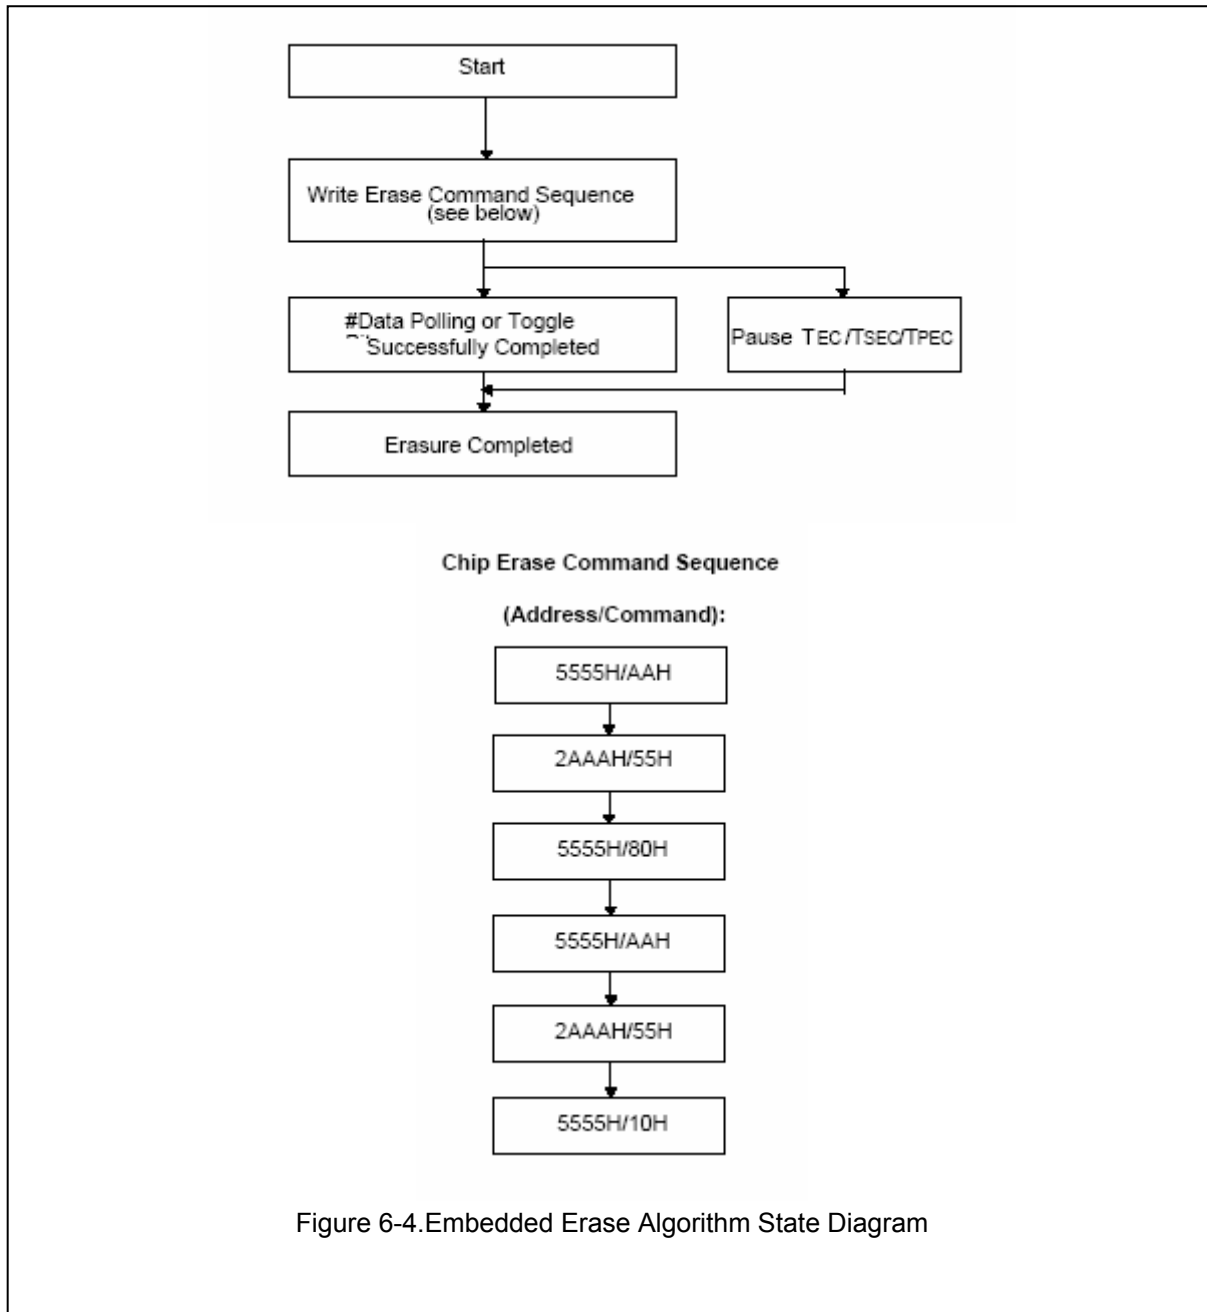 Start
Write Erase Command Sequence
(see below)
#Data Polling or Toggle
Successfully Completed
Pause TEC/TSEC/TPEC
Erasure Completed
Chip Erase Command Sequence
(Address/Command):
5555H/AAH
2AAAH/55H
5555H/80H
5555H/AAH
2AAAH/55H
5555H/10H
Figure 6-4.Embedded Erase Algorithm State Diagram